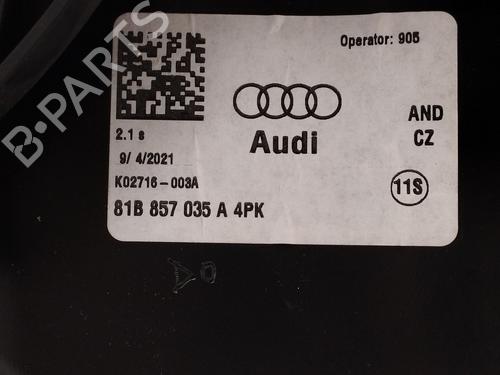 Operator: 905
AND
CZ
Audi
2.1 s
9/ 4/2021
K02716-003A
11S
81B 857 035 A 4PK
B-PARTS